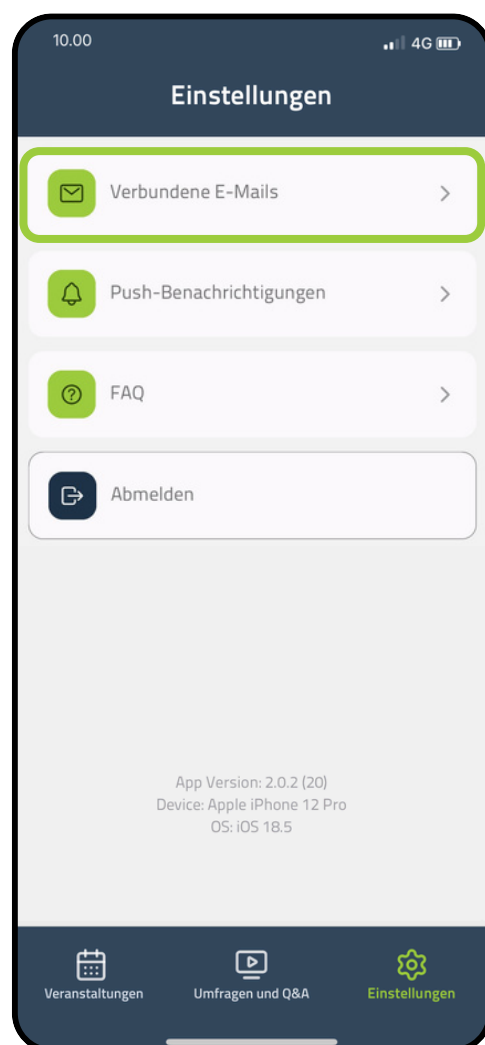 10.00 4G
Einstellungen
Verbundene E-Mails
Push-Benachrichtigungen
FAQ
Abmelden
App Version: 2.0.2 (20)
Device: Apple iPhone 12 Pro
OS: iOS 18.5
Veranstaltungen Umfragen und Q&A Einstellungen